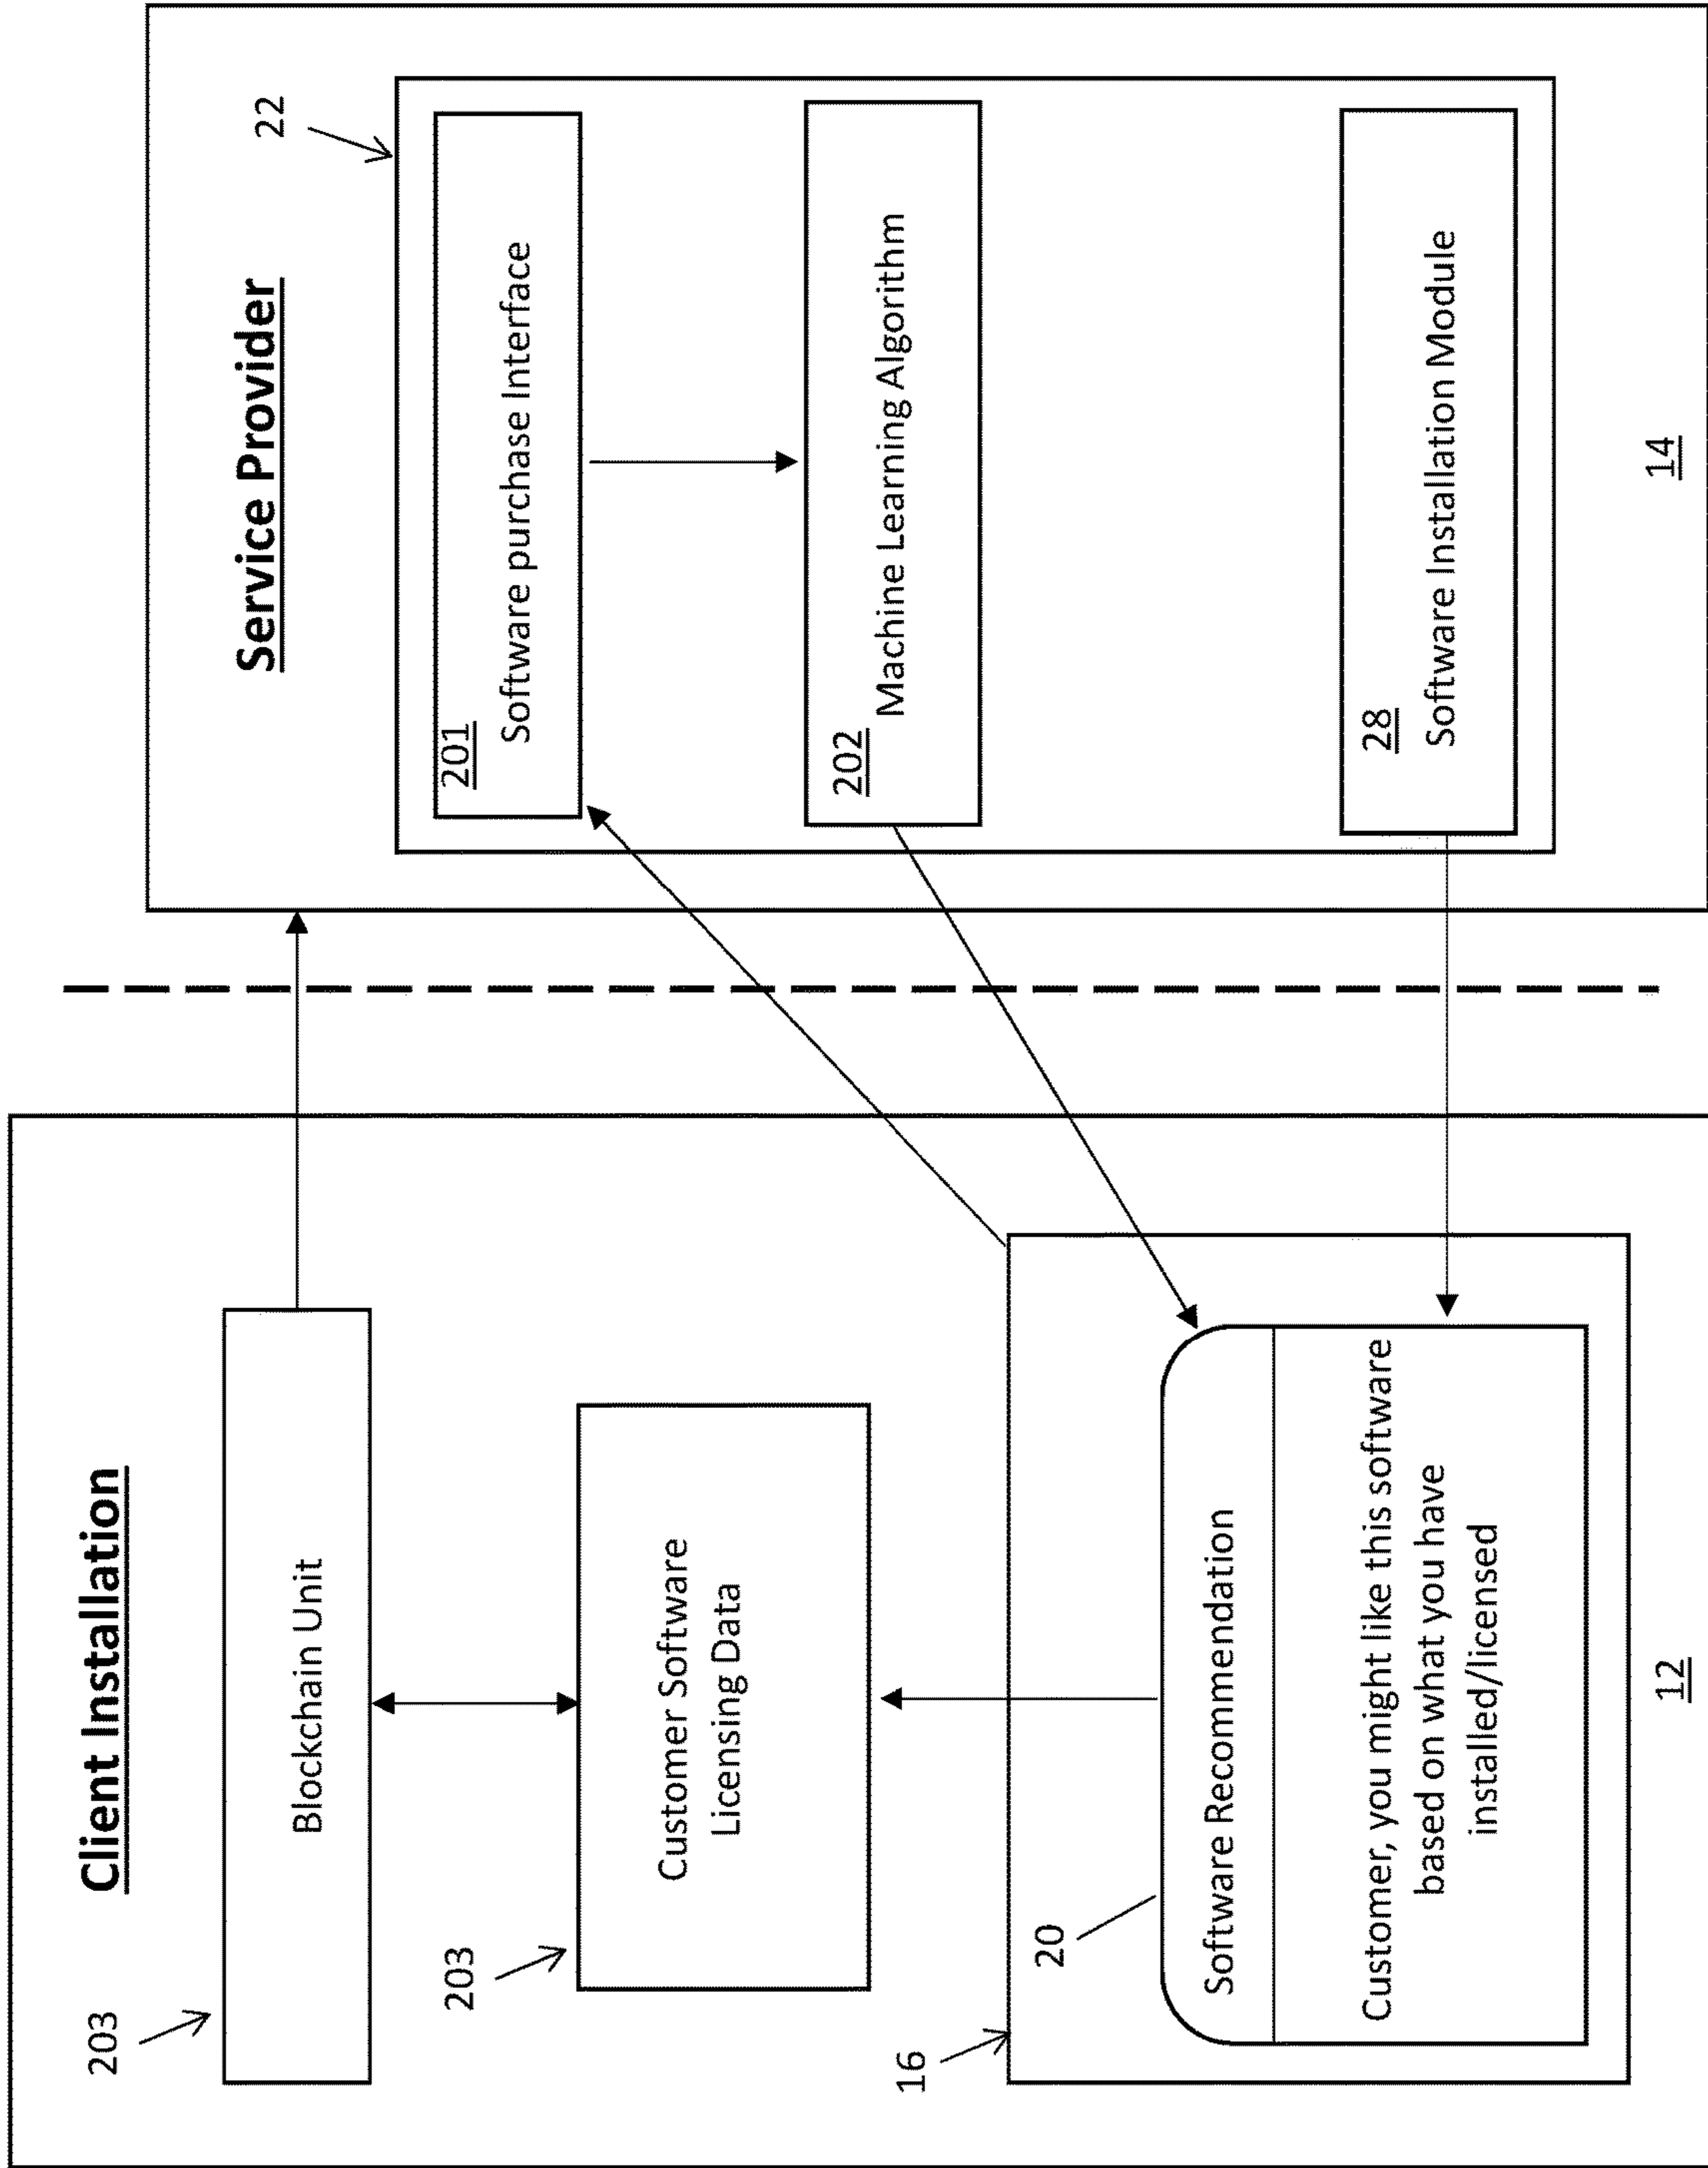 Client Installation
203
Blockchain Unit
203
Customer Software
Licensing Data
16
20
Software Recommendation
Customer, you might like this software
based on what you have
installed/licensed
12
Service Provider
22
201
Software purchase Interface
202
Machine Learning Algorithm
28
Software Installation Module
14